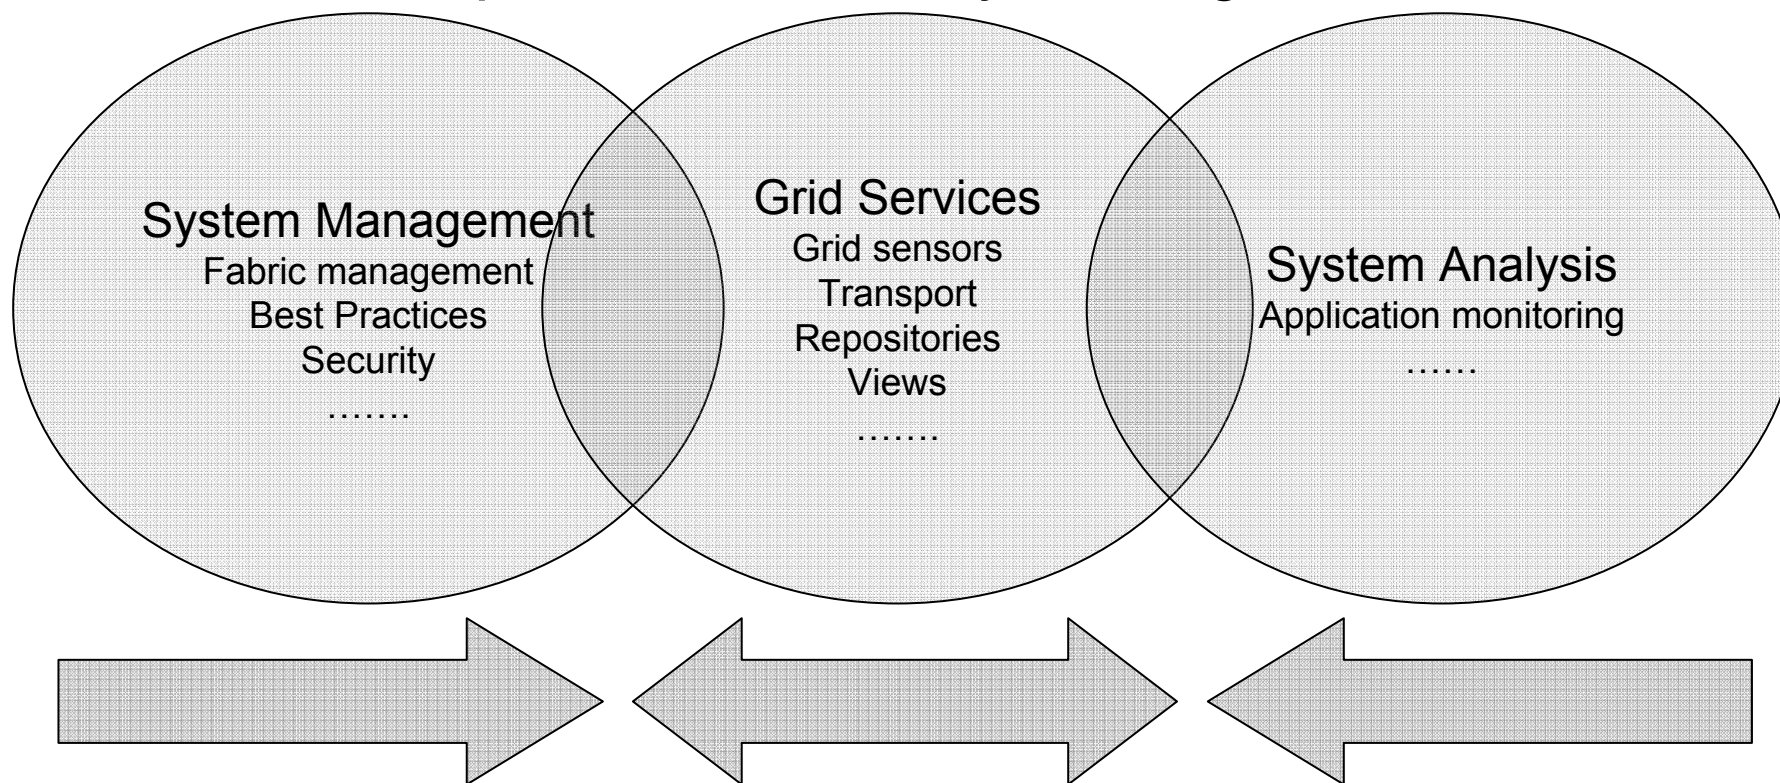 System Management
Fabric management
Best Practices
Security
…….
Grid Services
Grid sensors
Transport
Repositories
Views
…….
System Analysis
Application monitoring
……